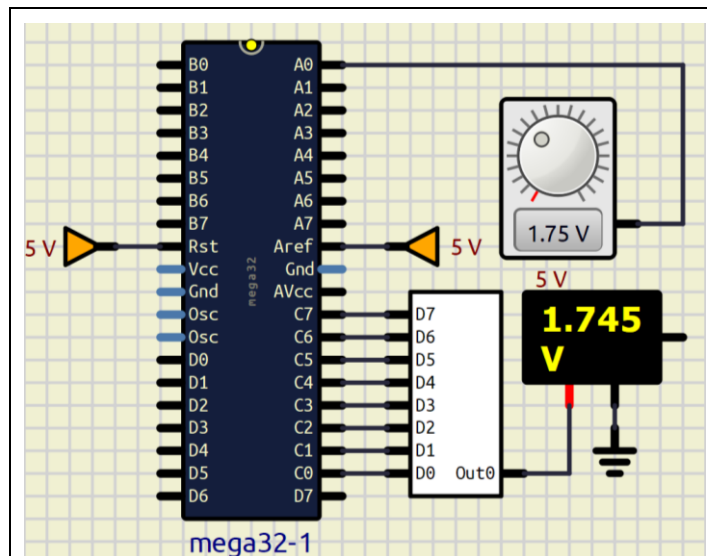 B0
B1
B2
B3
B4
B5
B6
B7
Rst
Vcc
Gnd
Osc
Osc
D0
D1
D2
D3
D4
D5
D6
mega32
A0
A1
A2
A3
A4
A5
A6
A7
Aref
Gnd
AVcc
C7
C6
C5
C4
C3
C2
C1
C0
D7
mega32-1
5 V
5 V
1.75 V
5 V
D7
D6
D5
D4
D3
D2
D1
D0 Out0
1.745
V